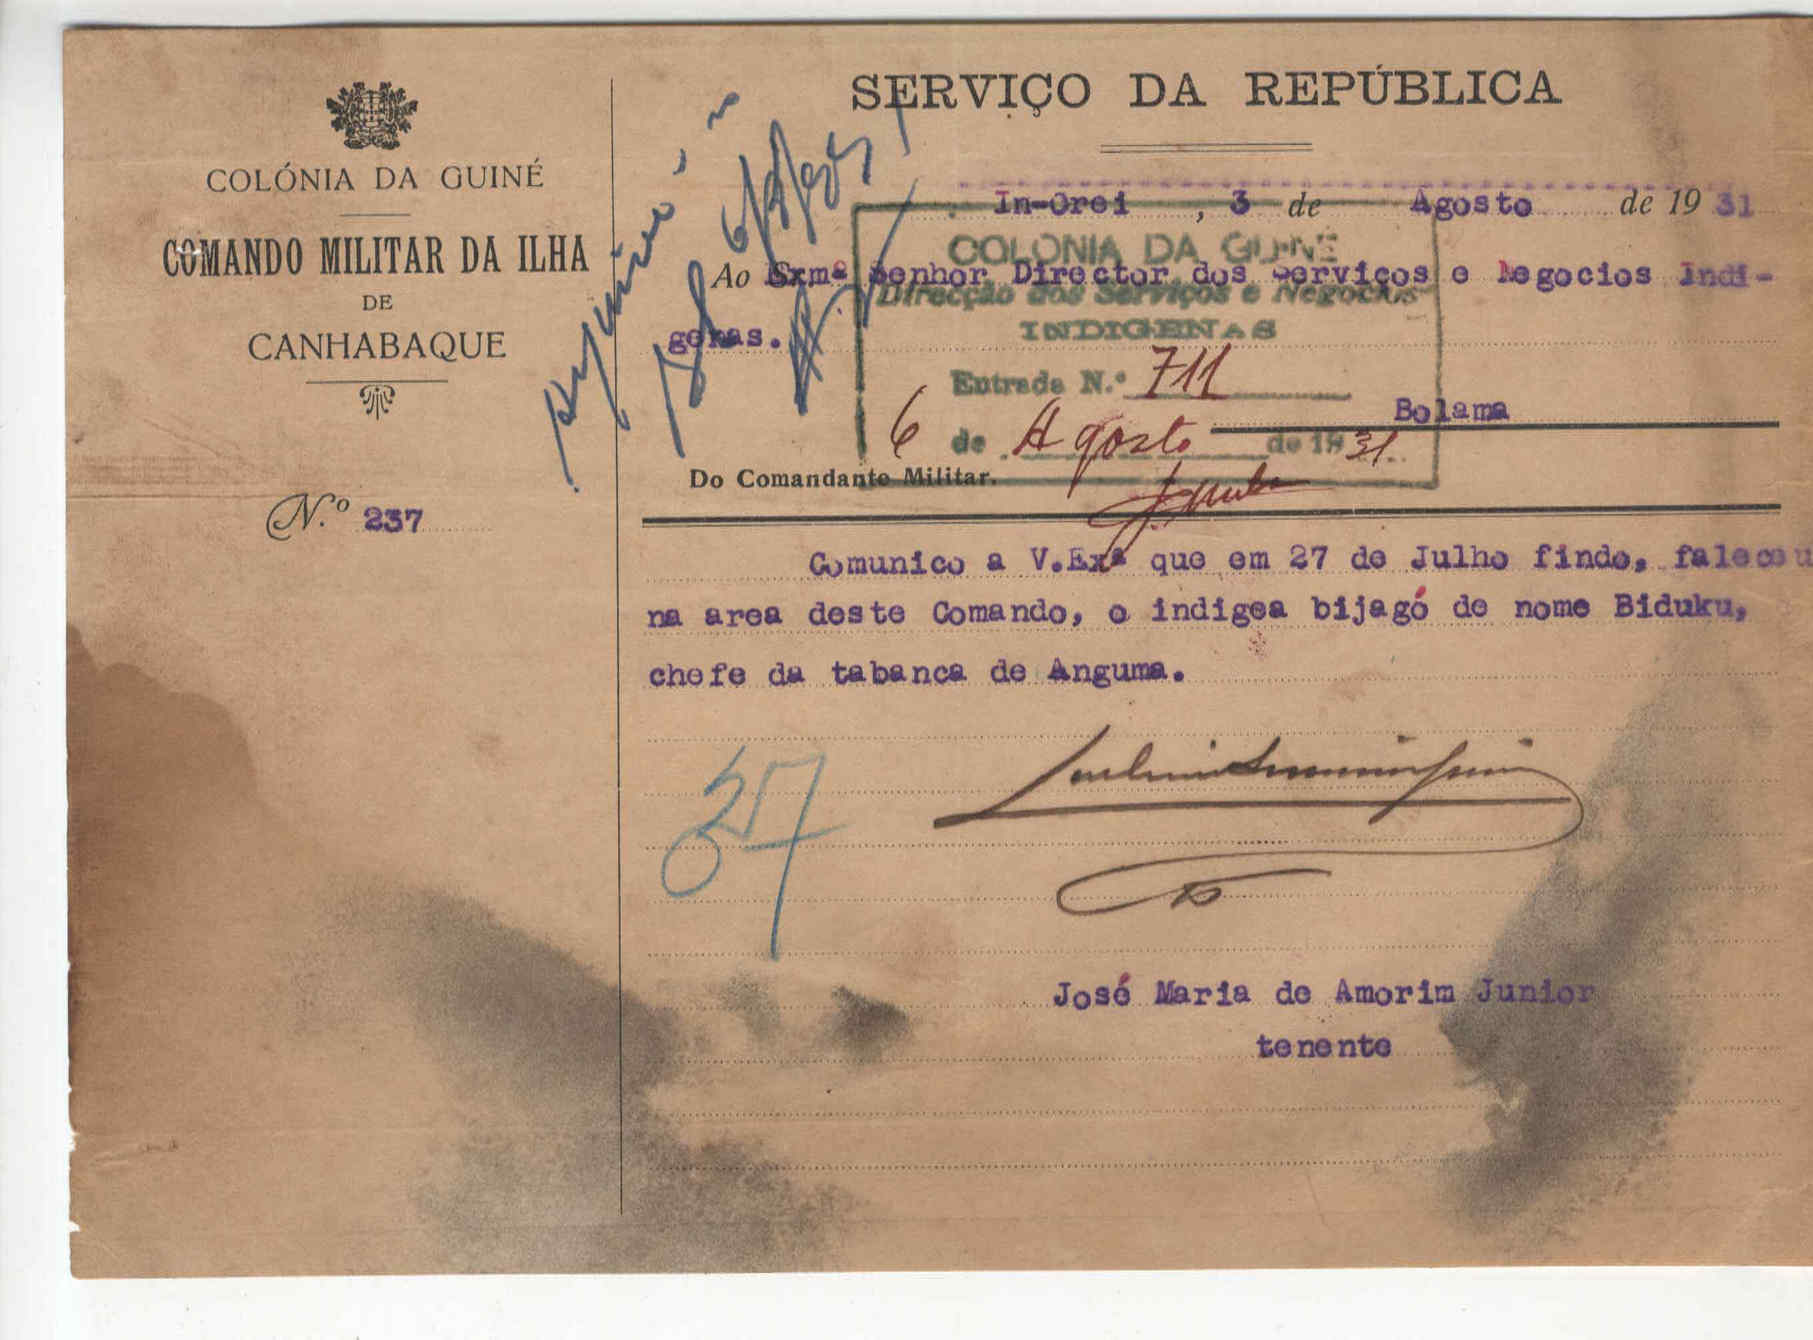 SERVIÇO DA REPÚBLICA
COLÓNIA DA GUINÉ
COMANDO MILITAR DA ILHA
DE
CANHABAQUE
N.º 237
In-Orei, 3 de Agosto de 1931
Ao Exmº Senhor Director dos Serviços e Negocios Indi-
genas.
Bolama
Do Comandante Militar.
COLONIA DA GUINÉ
Direcção dos Serviços e Negocios
INDIGENAS
Entrada N.º 711
6 de Agosto de 1931
Comunico a V.Exª que em 27 de Julho findo, faleceu
na area deste Comando, o indigea bijagó de nome Biduku,
chefe da tabanca de Anguma.
37
José Maria de Amorim Junior
tenente